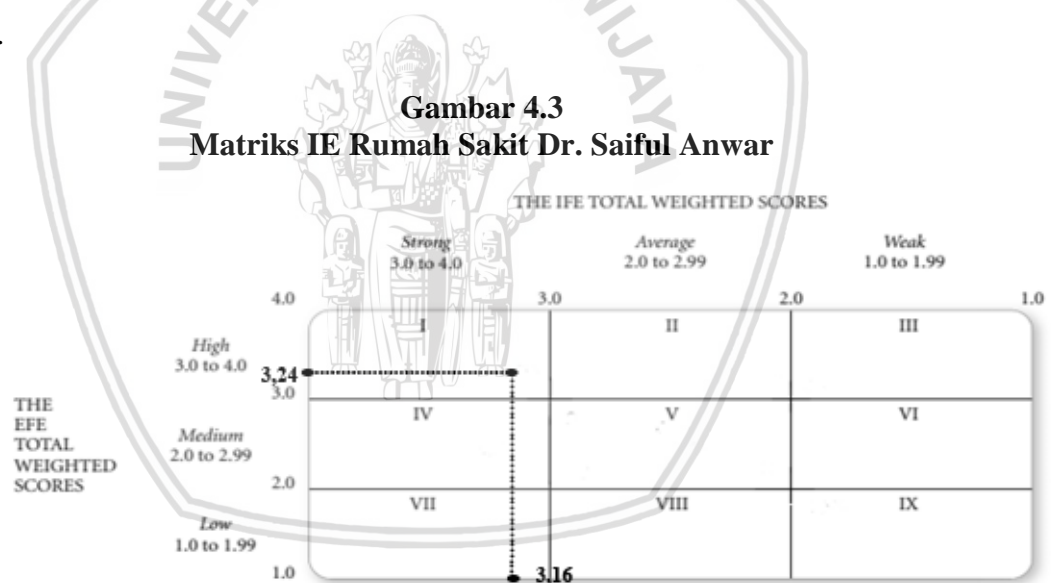 .
UNIVE
WIJAYA
Gambar 4.3
Matriks IE Rumah Sakit Dr. Saiful Anwar
THE IFE TOTAL WEIGHTED SCORES
Strong Average Weak
3.0 to 4.0 2.0 to 2.99 1.0 to 1.99
4.0 3.0 2.0 1.0
I II III
High
3.0 to 4.0
3,24
3.0
THE
EFE
TOTAL
WEIGHTED
SCORES
IV V VI
Medium
2.0 to 2.99
2.0
VII VIII IX
Low
1.0 to 1.99
1.0
3,16